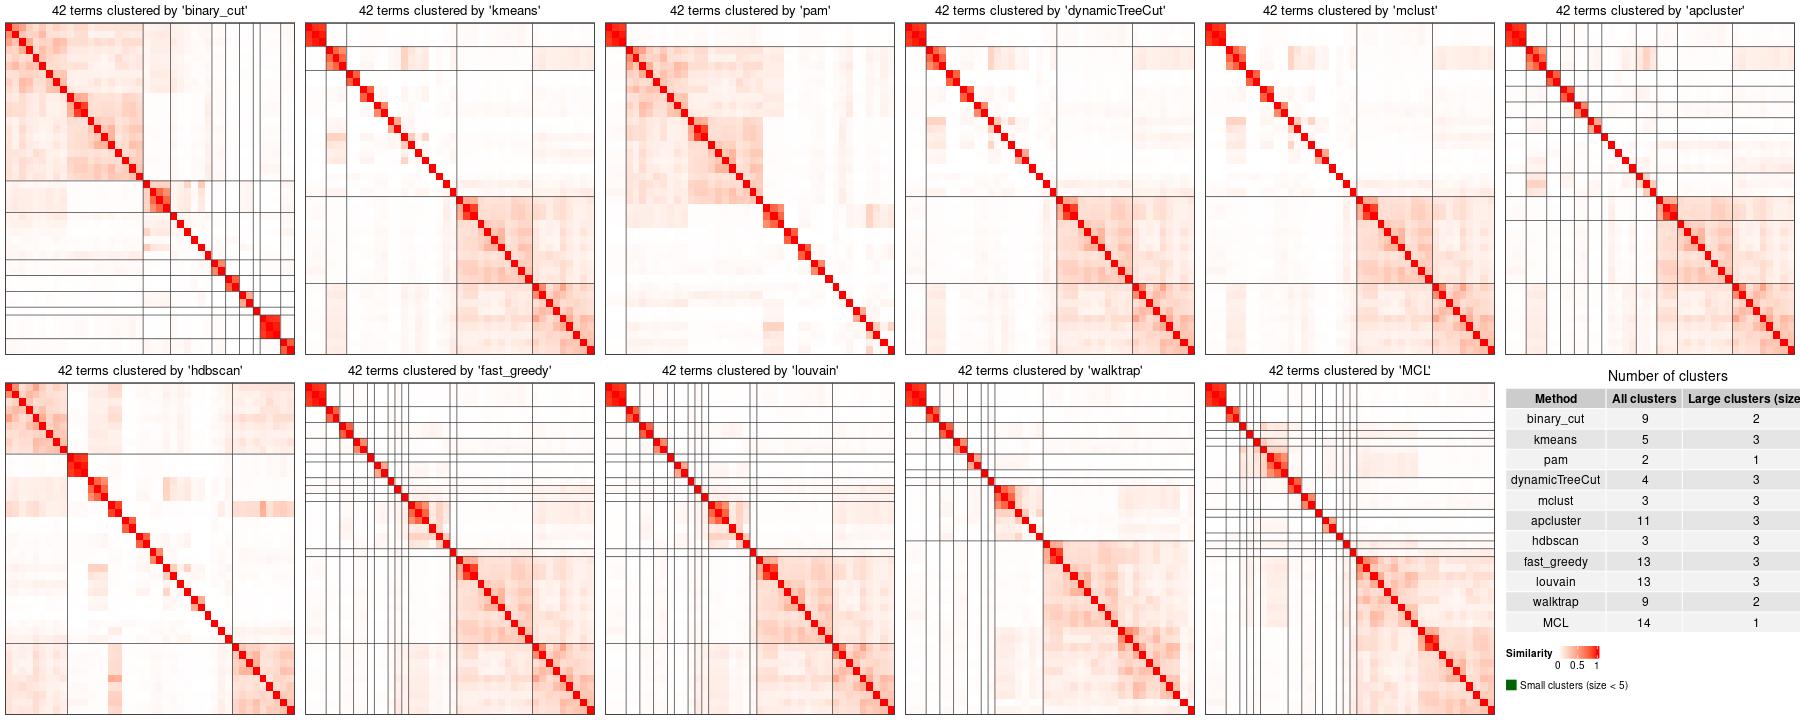 42 terms clustered by 'binary_cut'
42 terms clustered by 'kmeans'
42 terms clustered by 'pam'
42 terms clustered by 'dynamicTreeCut'
42 terms clustered by 'mclust'
42 terms clustered by 'apcluster'
42 terms clustered by 'hdbscan'
42 terms clustered by 'fast_greedy'
42 terms clustered by 'louvain'
42 terms clustered by 'walktrap'
42 terms clustered by 'MCL'
Number of clusters
Method All clusters Large clusters (size
binary_cut 9 2
kmeans 5 3
pam 2 1
dynamicTreeCut 4 3
mclust 3 3
apcluster 11 3
hdbscan 3 3
fast_greedy 13 3
louvain 13 3
walktrap 9 2
MCL 14 1
Similarity
0 0.5 1
Small clusters (size < 5)